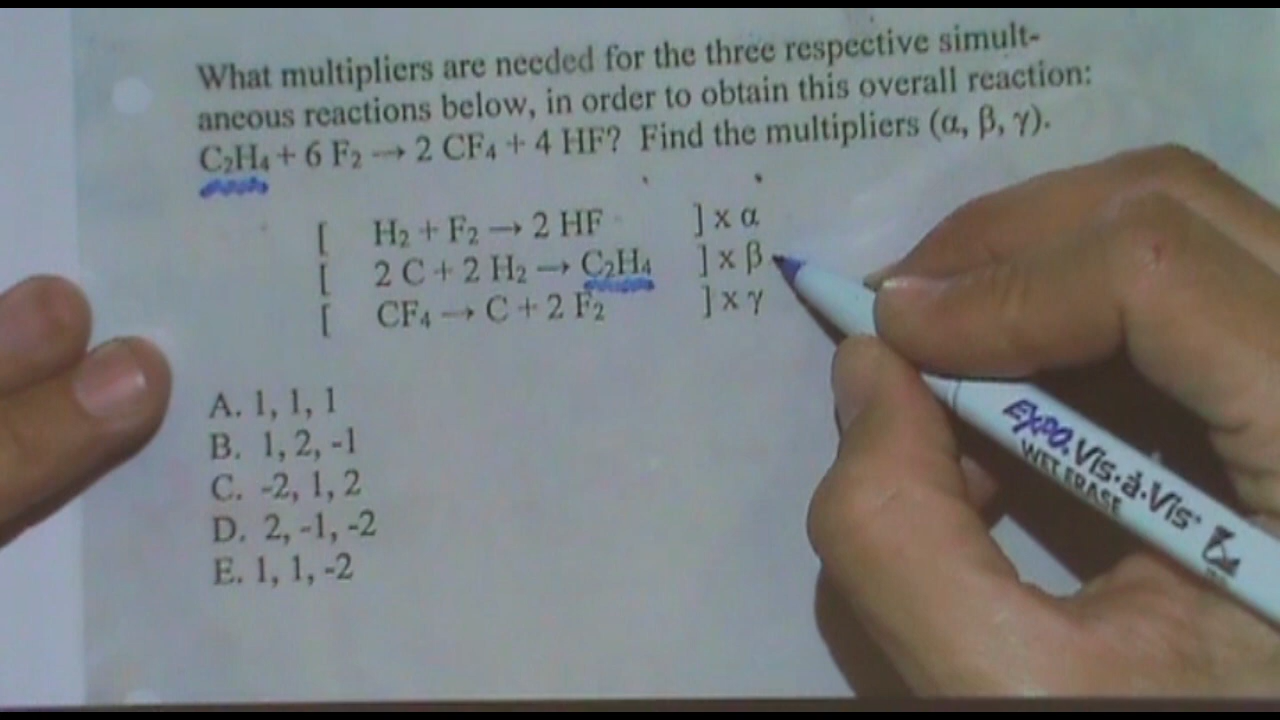 What multipliers are needed for the three respective simult-
aneous reactions below, in order to obtain this overall reaction:
C₂H₄ + 6 F₂ → 2 CF₄ + 4 HF? Find the multipliers (α, β, γ).
[ H₂ + F₂ → 2 HF ] x α
[ 2 C + 2 H₂ → C₂H₄ ] x β
[ CF₄ → C + 2 F₂ ] x γ
A. 1, 1, 1
B. 1, 2, -1
C. -2, 1, 2
D. 2, -1, -2
E. 1, 1, -2
EXPO. Vis·à·Vis
WET ERASE